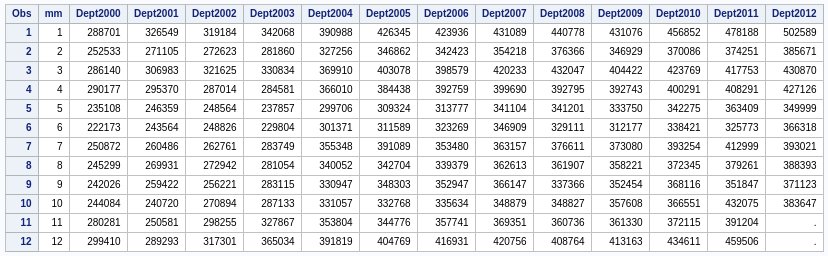 Obs mm Dept2000 Dept2001 Dept2002 Dept2003 Dept2004 Dept2005 Dept2006 Dept2007 Dept2008 Dept2009 Dept2010 Dept2011 Dept2012
1 1 288701 326549 319184 342068 390988 426345 423936 431089 440778 431076 456852 478188 502589
2 2 252533 271105 272623 281860 327256 346862 342423 354218 376366 346929 370086 374251 385671
3 3 286140 306983 321625 330834 369910 403078 398579 420233 432047 404422 423769 417753 430870
4 4 290177 295370 287014 284581 366010 384438 392759 399690 392795 392743 400291 408291 427126
5 5 235108 246359 248564 237857 299706 309324 313777 341104 341201 333750 342275 363409 349999
6 6 222173 243564 248826 229804 301371 311589 323269 346909 329111 312177 338421 325773 366318
7 7 250872 260486 262761 283749 355348 391089 353480 363157 376611 373080 393254 412999 393021
8 8 245299 269931 272942 281054 340052 342704 339379 362613 361907 358221 372345 379261 388393
9 9 242026 259422 256221 283115 330947 348303 352947 366147 337366 352454 368116 351847 371123
10 10 244084 240720 270894 287133 331057 332768 335634 348879 348827 357608 366551 432075 383647
11 11 280281 250581 298255 327867 353804 344776 357741 369351 360736 361330 372115 391204 .
12 12 299410 289293 317301 365034 391819 404769 416931 420756 408764 413163 434611 459506 .